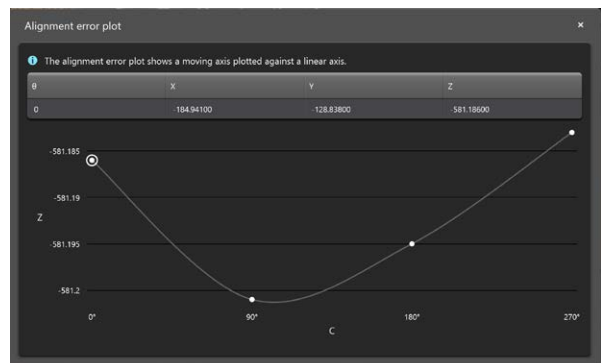 Alignment error plot ×
i The alignment error plot shows a moving axis plotted against a linear axis.
θ X Y Z
0 -184.94100 -128.83800 -581.18600
-581.185
-581.19
Z
-581.195
-581.2
0° 90° 180° 270°
C